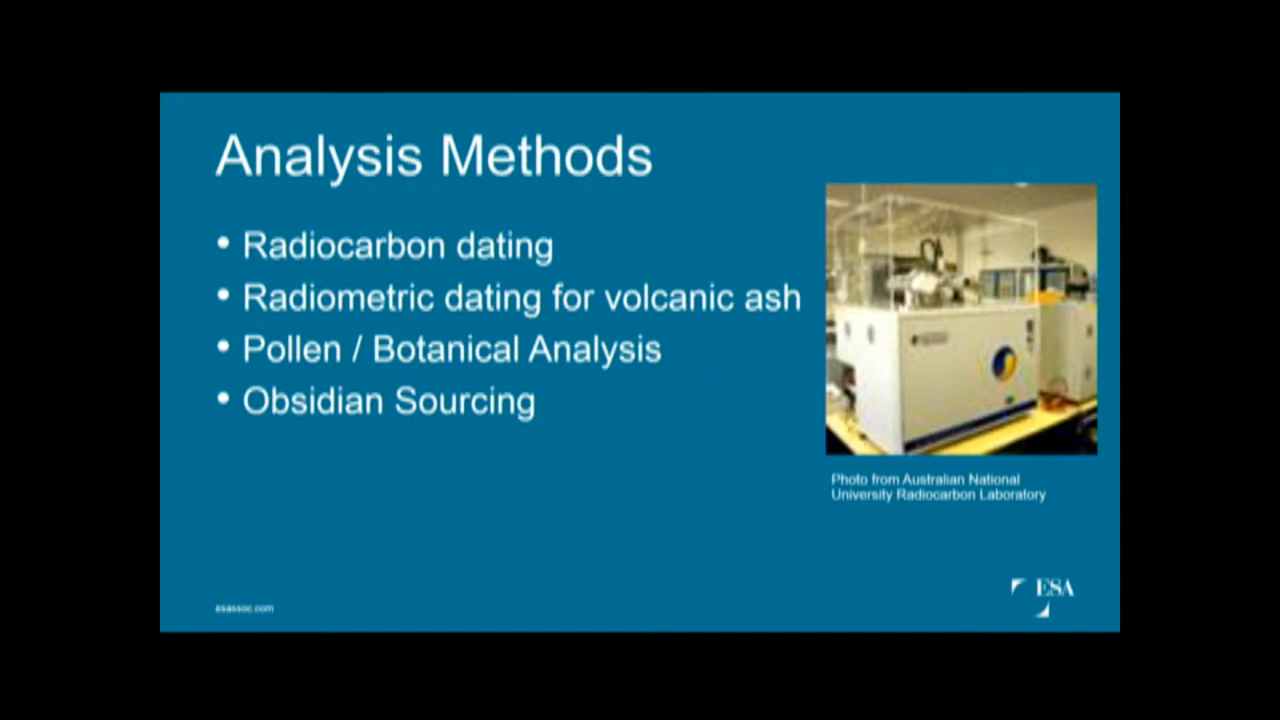 Analysis Methods
• Radiocarbon dating
• Radiometric dating for volcanic ash
• Pollen / Botanical Analysis
• Obsidian Sourcing
Photo from Australian National
University Radiocarbon Laboratory
esassoc.com
ESA